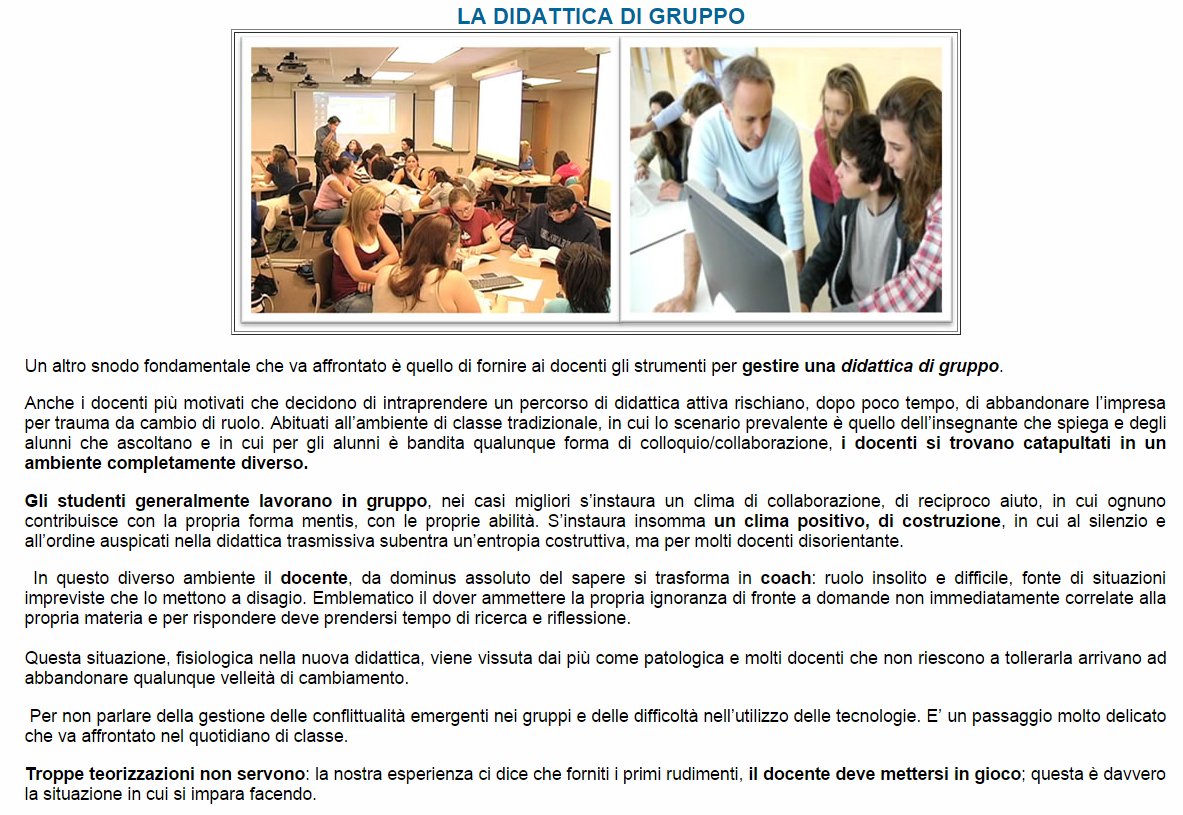 LA DIDATTICA DI GRUPPO
Un altro snodo fondamentale che va affrontato è quello di fornire ai docenti gli strumenti per gestire una didattica di gruppo.
Anche i docenti più motivati che decidono di intraprendere un percorso di didattica attiva rischiano, dopo poco tempo, di abbandonare l’impresa
per trauma da cambio di ruolo. Abituati all’ambiente di classe tradizionale, in cui lo scenario prevalente è quello dell’insegnante che spiega e degli
alunni che ascoltano e in cui per gli alunni è bandita qualunque forma di colloquio/collaborazione, i docenti si trovano catapultati in un
ambiente completamente diverso.
Gli studenti generalmente lavorano in gruppo, nei casi migliori s’instaura un clima di collaborazione, di reciproco aiuto, in cui ognuno
contribuisce con la propria forma mentis, con le proprie abilità. S’instaura insomma un clima positivo, di costruzione, in cui al silenzio e
all’ordine auspicati nella didattica trasmissiva subentra un’entropia costruttiva, ma per molti docenti disorientante.
In questo diverso ambiente il docente, da dominus assoluto del sapere si trasforma in coach: ruolo insolito e difficile, fonte di situazioni
impreviste che lo mettono a disagio. Emblematico il dover ammettere la propria ignoranza di fronte a domande non immediatamente correlate alla
propria materia e per rispondere deve prendersi tempo di ricerca e riflessione.
Questa situazione, fisiologica nella nuova didattica, viene vissuta dai più come patologica e molti docenti che non riescono a tollerarla arrivano ad
abbandonare qualunque velleità di cambiamento.
Per non parlare della gestione delle conflittualità emergenti nei gruppi e delle difficoltà nell’utilizzo delle tecnologie. E’ un passaggio molto delicato
che va affrontato nel quotidiano di classe.
Troppe teorizzazioni non servono: la nostra esperienza ci dice che forniti i primi rudimenti, il docente deve mettersi in gioco; questa è davvero
la situazione in cui si impara facendo.